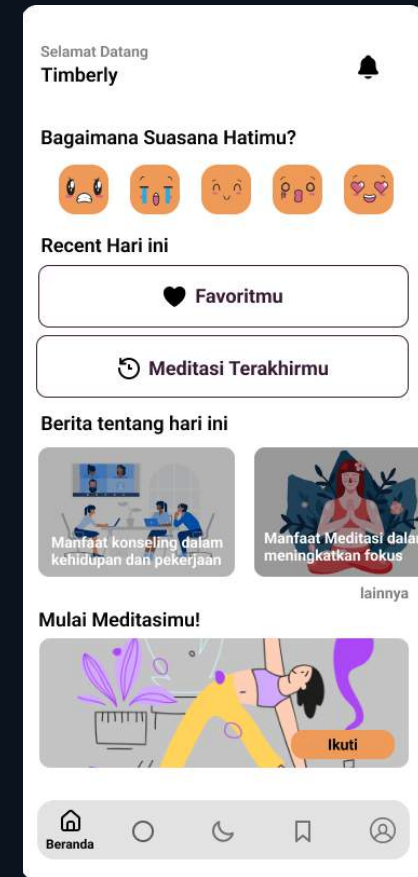 Selamat Datang
Timberly
Bagaimana Suasana Hatimu?
Recent Hari ini
Favoritmu
Meditasi Terakhirmu
Berita tentang hari ini
Manfaat konseling dalam
kehidupan dan pekerjaan
Manfaat Meditasi dalam
meningkatkan fokus
lainnya
Mulai Meditasimu!
Ikuti
Beranda